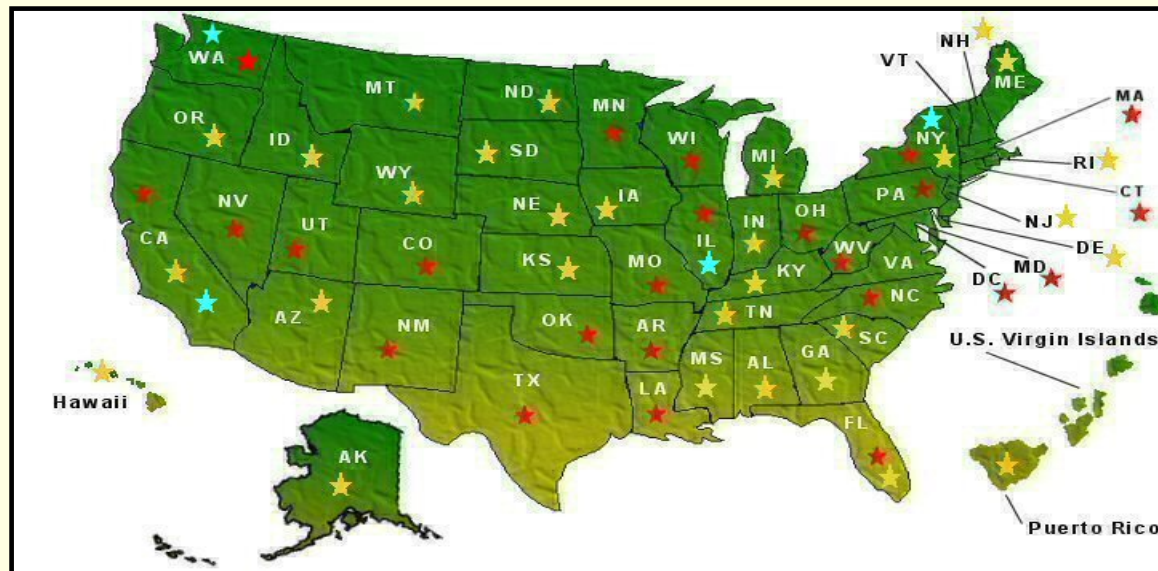 NH
VT
WA
ME
MT
ND
MN
MA
OR
NY
ID
WI
SD
MI
RI
WY
CT
PA
IA
NE
NV
OH
IN
NJ
UT
CA
IL
CO
WV
DE
KS
MO
KY
VA
MD
DC
NC
TN
AZ
OK
AR
NM
SC
U.S. Virgin Islands
MS
AL
GA
TX
LA
Hawaii
FL
AK
Puerto Rico